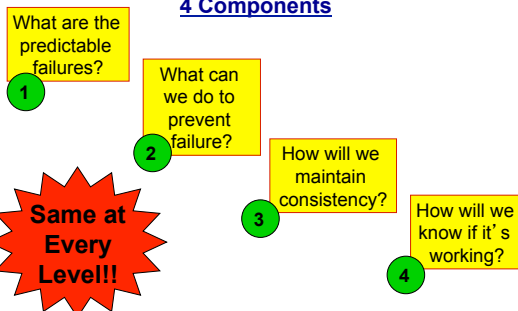 4 Components
What are the
predictable
failures?
1
What can
we do to
prevent
failure?
2
How will we
maintain
consistency?
3
How will we
know if it's
working?
4
Same at
Every
Level!!